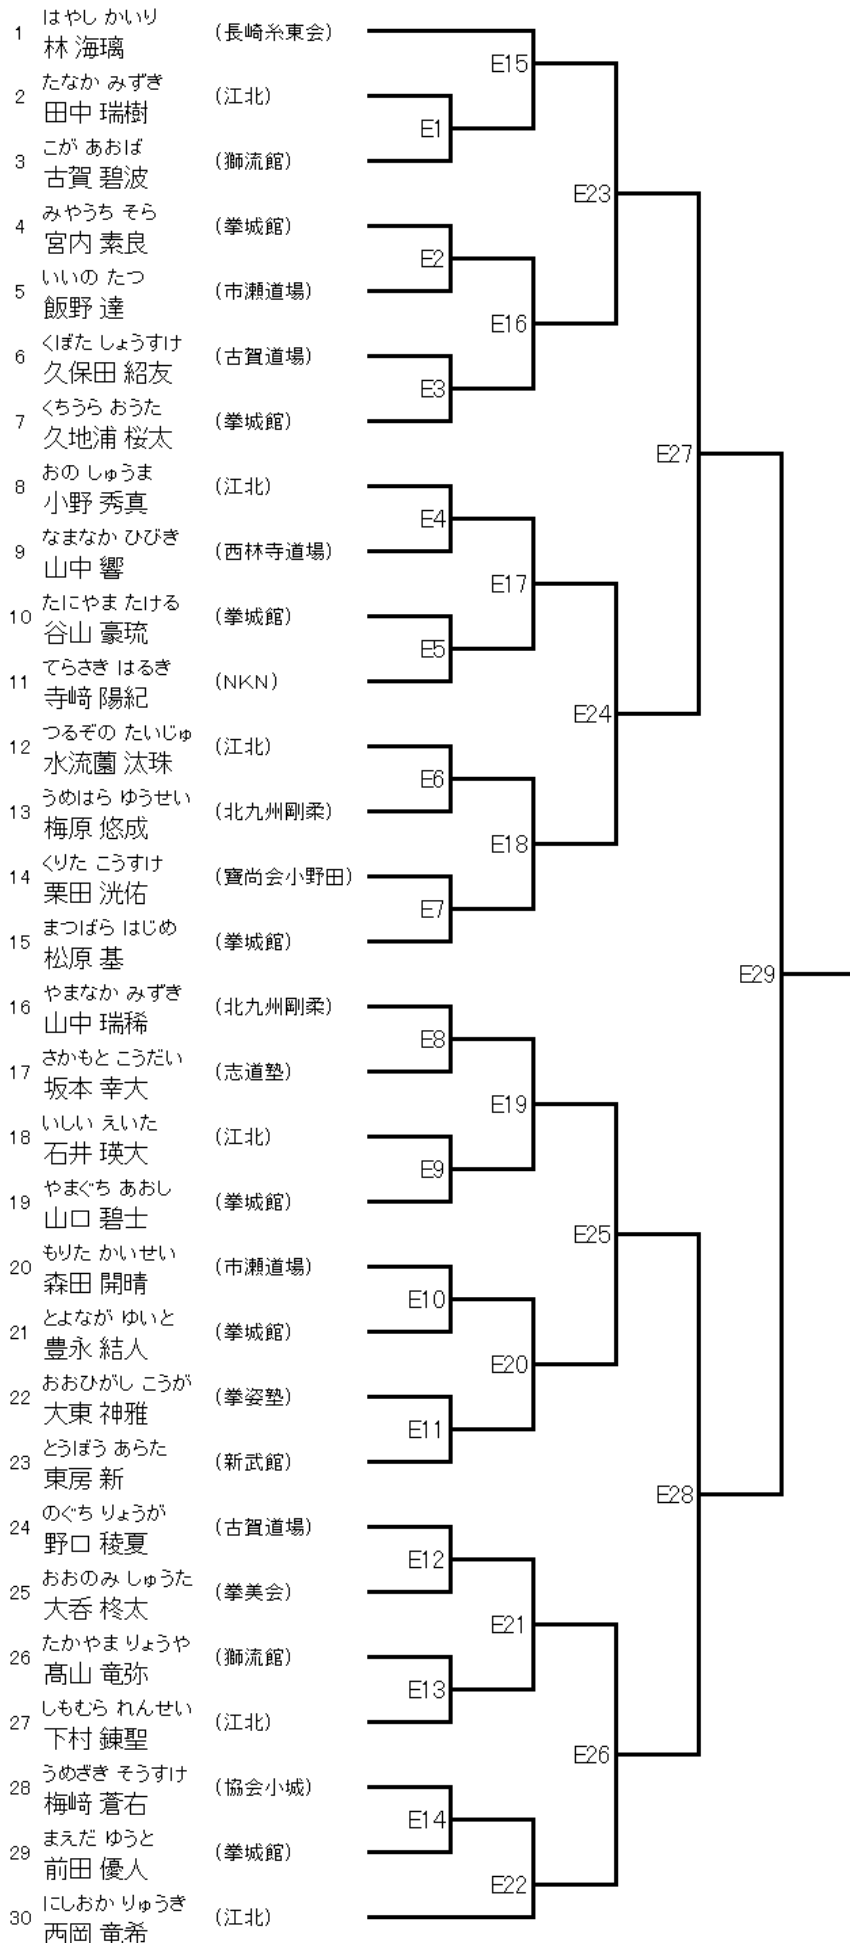 はやし かいり
1 林 海璃 (長崎糸東会)
E15
たなか みずき
2 田中 瑞樹 (江北)
E1
こが あおば
3 古賀 碧波 (獅流館)
E23
みやうち そら
4 宮内 素良 (拳城館)
E2
いいの たつ
5 飯野 達 (市瀬道場)
E16
くぼた しょうすけ
6 久保田 紹友 (古賀道場)
E3
くちうら おうた
7 久地浦 桜太 (拳城館)
E27
おの しゅうま
8 小野 秀真 (江北)
E4
なまなか ひびき
9 山中 響 (西林寺道場)
E17
たにやま たける
10 谷山 豪琉 (拳城館)
E5
てらさき はるき
11 寺﨑 陽紀 (NKN)
E24
つるぞの たいじゅ
12 水流薗 汰珠 (江北)
E6
うめはら ゆうせい
13 梅原 悠成 (北九州剛柔)
E18
くりた こうすけ
14 栗田 洸佑 (寶尚会小野田)
E7
まつばら はじめ
15 松原 基 (拳城館)
E29
やまなか みずき
16 山中 瑞稀 (北九州剛柔)
E8
さかもと こうだい
17 坂本 幸大 (志道塾)
E19
いしい えいた
18 石井 瑛大 (江北)
E9
やまぐち あおし
19 山口 碧士 (拳城館)
E25
もりた かいせい
20 森田 開晴 (市瀬道場)
E10
とよなが ゆいと
21 豊永 結人 (拳城館)
E20
おおひがし こうが
22 大東 神雅 (拳姿塾)
E11
とうぼう あらた
23 東房 新 (新武館)
E28
のぐち りょうが
24 野口 稜夏 (古賀道場)
E12
おおのみ しゅうた
25 大呑 柊太 (拳美会)
E21
たかやま りょうや
26 髙山 竜弥 (獅流館)
E13
しもむら れんせい
27 下村 錬聖 (江北)
E26
うめざき そうすけ
28 梅﨑 蒼右 (協会小城)
E14
まえだ ゆうと
29 前田 優人 (拳城館)
E22
にしおか りゅうき
30 西岡 竜希 (江北)